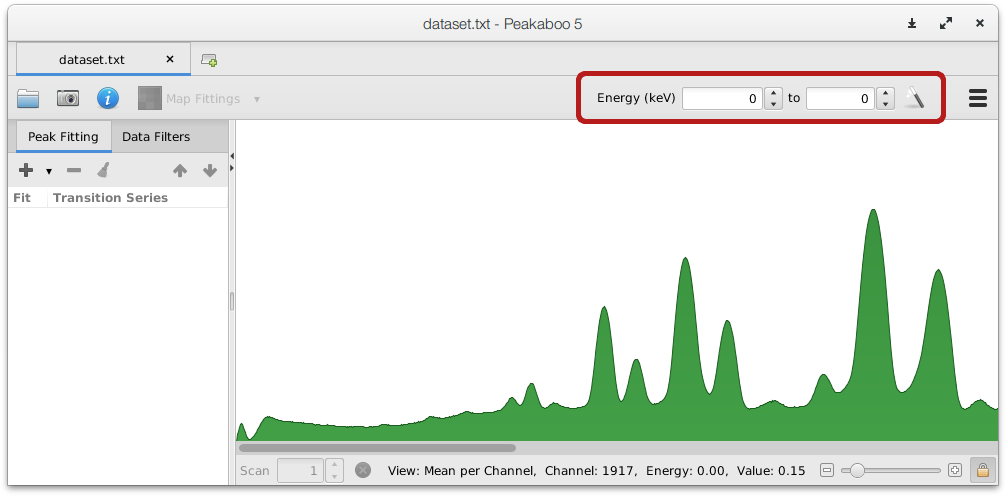 dataset.txt - Peakaboo 5
dataset.txt
Map Fittings
Energy (keV) 0 to 0
Peak Fitting Data Filters
Fit Transition Series
Scan 1 View: Mean per Channel, Channel: 1917, Energy: 0.00, Value: 0.15